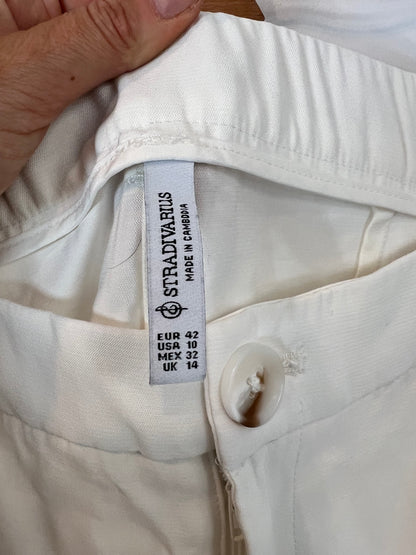 STRADIVARIUS
MADE IN CAMBODIA
EUR 42
USA 10
MEX 32
UK 14